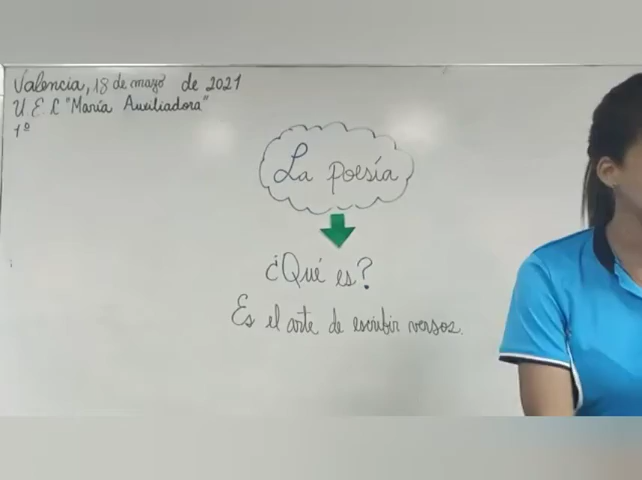 Valencia, 18 de mayo de 2021
U.E.C "María Auxiliadora"
1º
La poesía
¿Qué es?
Es el arte de escribir versos.